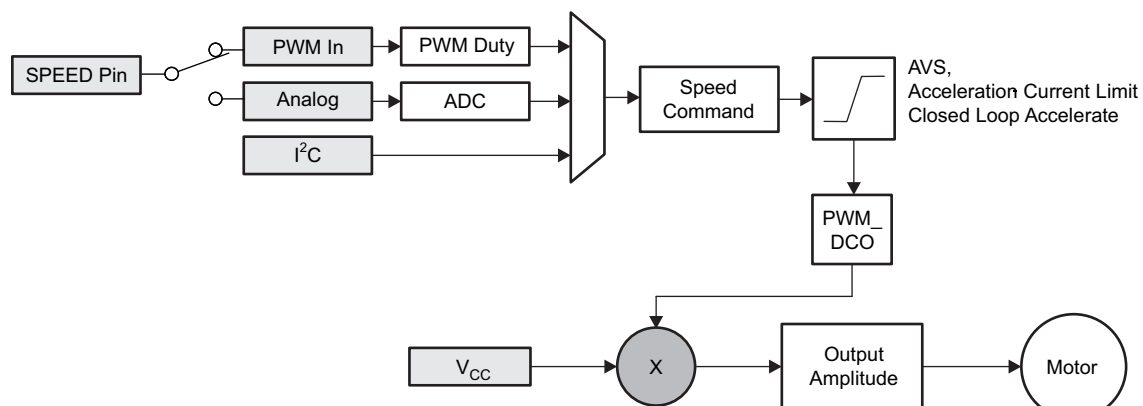 SPEED Pin
PWM In
PWM Duty
Analog
ADC
I²C
Speed
Command
AVS,
Acceleration Current Limit
Closed Loop Accelerate
PWM_
DCO
V_CC
X
Output
Amplitude
Motor